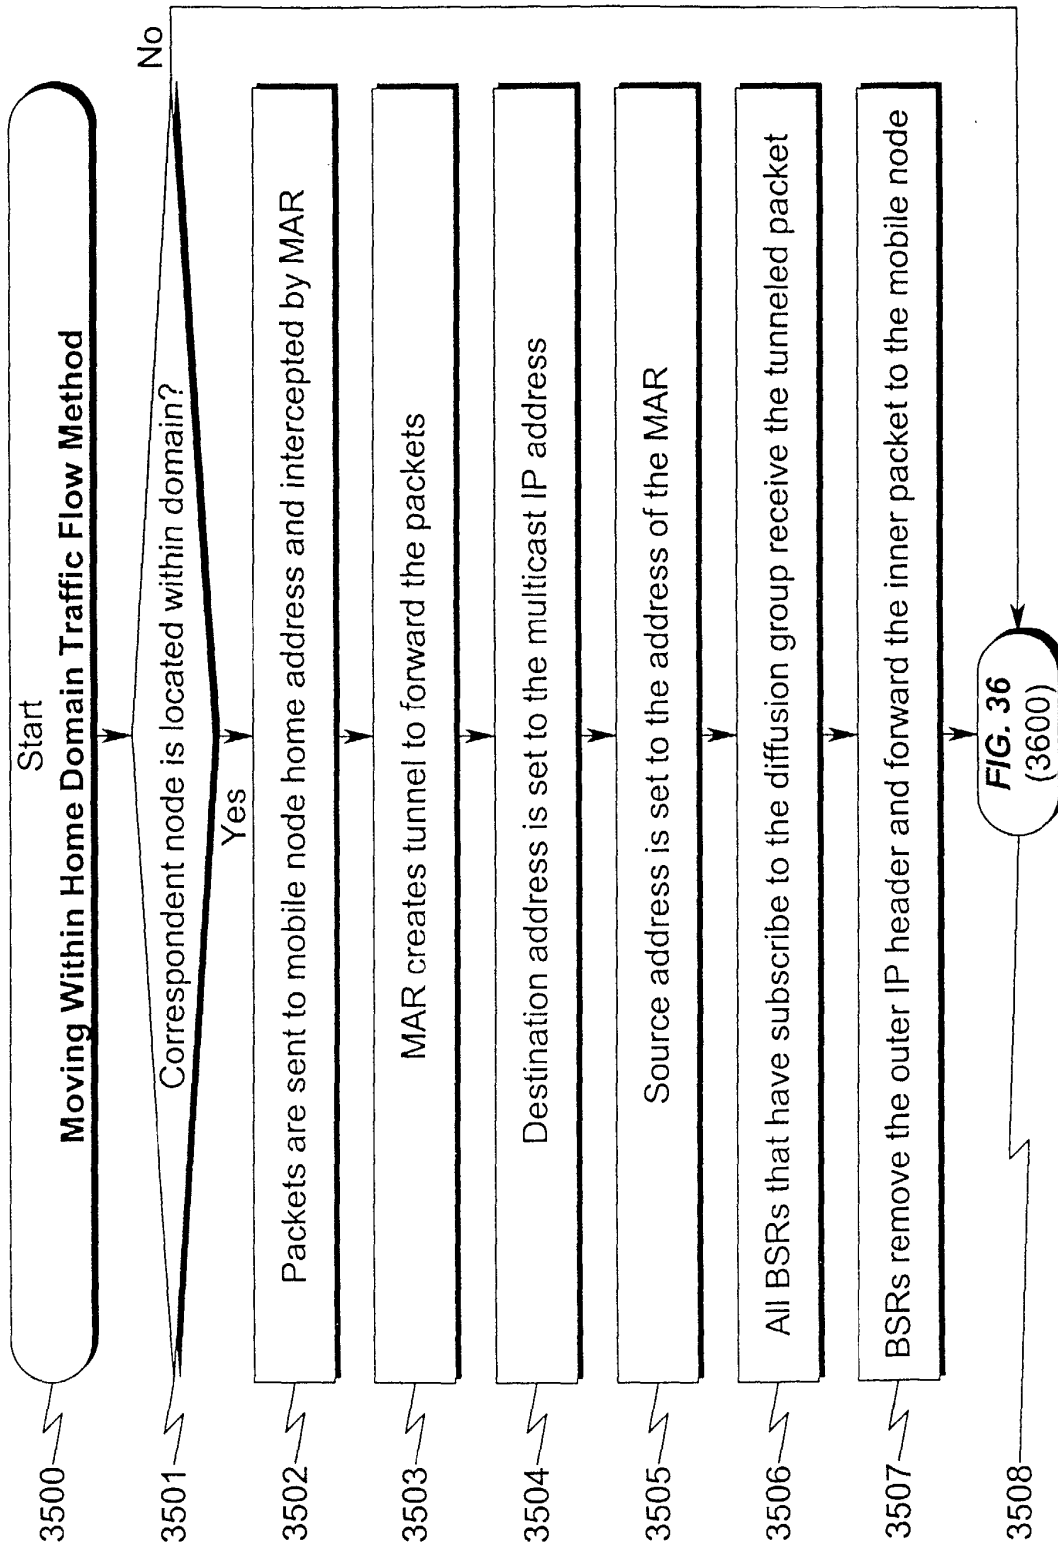 Start
Moving Within Home Domain Traffic Flow Method
3500
Correspondent node is located within domain?
No
3501
Yes
Packets are sent to mobile node home address and intercepted by MAR
3502
MAR creates tunnel to forward the packets
3503
Destination address is set to the multicast IP address
3504
Source address is set to the address of the MAR
3505
All BSRs that have subscribe to the diffusion group receive the tunneled packet
3506
BSRs remove the outer IP header and forward the inner packet to the mobile node
3507
FIG. 36
(3600)
3508